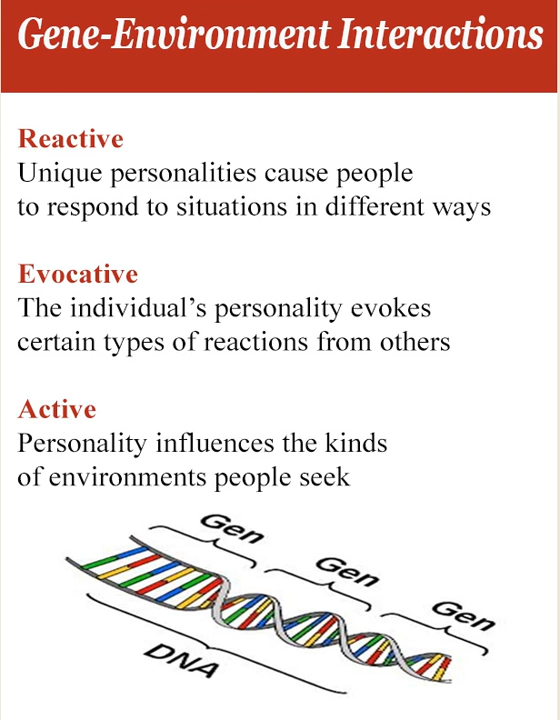 Gene-Environment Interactions
Reactive
Unique personalities cause people
to respond to situations in different ways
Evocative
The individual’s personality evokes
certain types of reactions from others
Active
Personality influences the kinds
of environments people seek
Gen
Gen
Gen
DNA